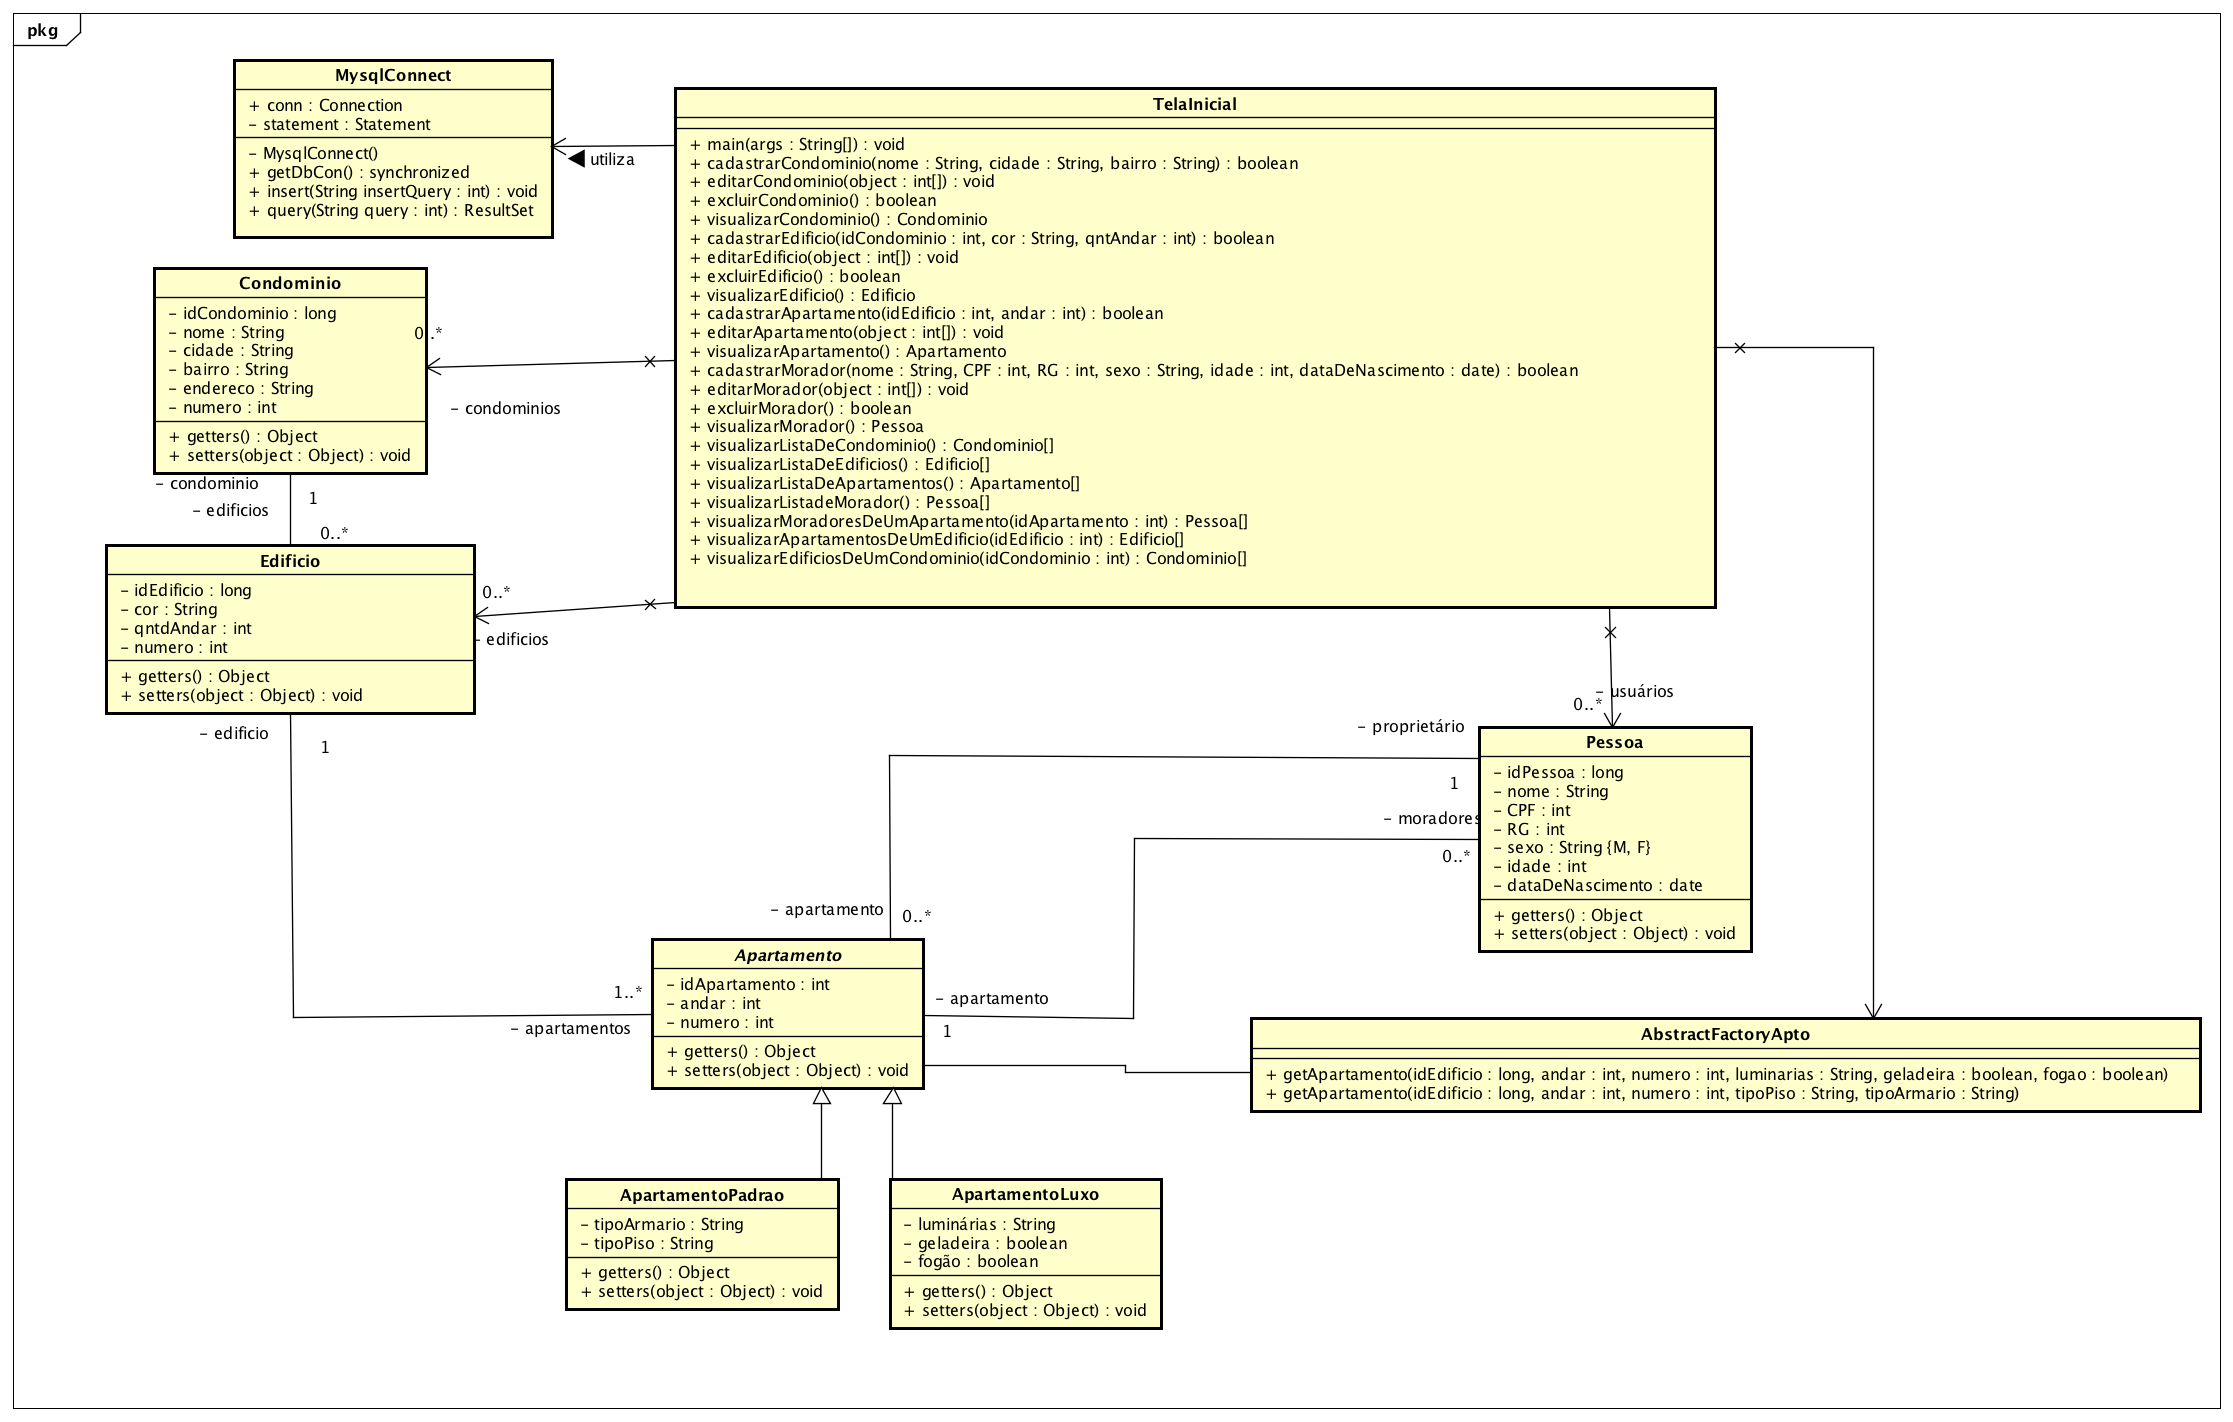 pkg
MysqlConnect
+ conn : Connection
- statement : Statement
- MysqlConnect()
+ getDbCon() : synchronized
+ insert(String insertQuery : int) : void
+ query(String query : int) : ResultSet
utiliza
TelaInicial
+ main(args : String[]) : void
+ cadastrarCondominio(nome : String, cidade : String, bairro : String) : boolean
+ editarCondominio(object : int[]) : void
+ excluirCondominio() : boolean
+ visualizarCondominio() : Condominio
+ cadastrarEdificio(idCondominio : int, cor : String, qntAndar : int) : boolean
+ editarEdificio(object : int[]) : void
+ excluirEdificio() : boolean
+ visualizarEdificio() : Edificio
+ cadastrarApartamento(idEdificio : int, andar : int) : boolean
+ editarApartamento(object : int[]) : void
+ visualizarApartamento() : Apartamento
+ cadastrarMorador(nome : String, CPF : int, RG : int, sexo : String, idade : int, dataDeNascimento : date) : boolean
+ editarMorador(object : int[]) : void
+ excluirMorador() : boolean
+ visualizarMorador() : Pessoa
+ visualizarListaDeCondominio() : Condominio[]
+ visualizarListaDeEdificios() : Edificio[]
+ visualizarListaDeApartamentos() : Apartamento[]
+ visualizarListadeMorador() : Pessoa[]
+ visualizarMoradoresDeUmApartamento(idApartamento : int) : Pessoa[]
+ visualizarApartamentosDeUmEdificio(idEdificio : int) : Edificio[]
+ visualizarEdificiosDeUmCondominio(idCondominio : int) : Condominio[]
Condominio
- idCondominio : long
- nome : String
- cidade : String
- bairro : String
- endereco : String
- numero : int
+ getters() : Object
+ setters(object : Object) : void
0..*
- condominios
- condominio
1
- edificios
0..*
Edificio
- idEdificio : long
- cor : String
- qntdAndar : int
- numero : int
+ getters() : Object
+ setters(object : Object) : void
0..*
- edificios
- edificio
1
- usuários
0..*
- proprietário
1
- moradores
0..*
Pessoa
- idPessoa : long
- nome : String
- CPF : int
- RG : int
- sexo : String {M, F}
- idade : int
- dataDeNascimento : date
+ getters() : Object
+ setters(object : Object) : void
- apartamento
0..*
1..*
- apartamentos
Apartamento
- idApartamento : int
- andar : int
- numero : int
+ getters() : Object
+ setters(object : Object) : void
- apartamento
1
AbstractFactoryApto
+ getApartamento(idEdificio : long, andar : int, numero : int, luminarias : String, geladeira : boolean, fogao : boolean)
+ getApartamento(idEdificio : long, andar : int, numero : int, tipoPiso : String, tipoArmario : String)
ApartamentoPadrao
- tipoArmario : String
- tipoPiso : String
+ getters() : Object
+ setters(object : Object) : void
ApartamentoLuxo
- luminárias : String
- geladeira : boolean
- fogão : boolean
+ getters() : Object
+ setters(object : Object) : void